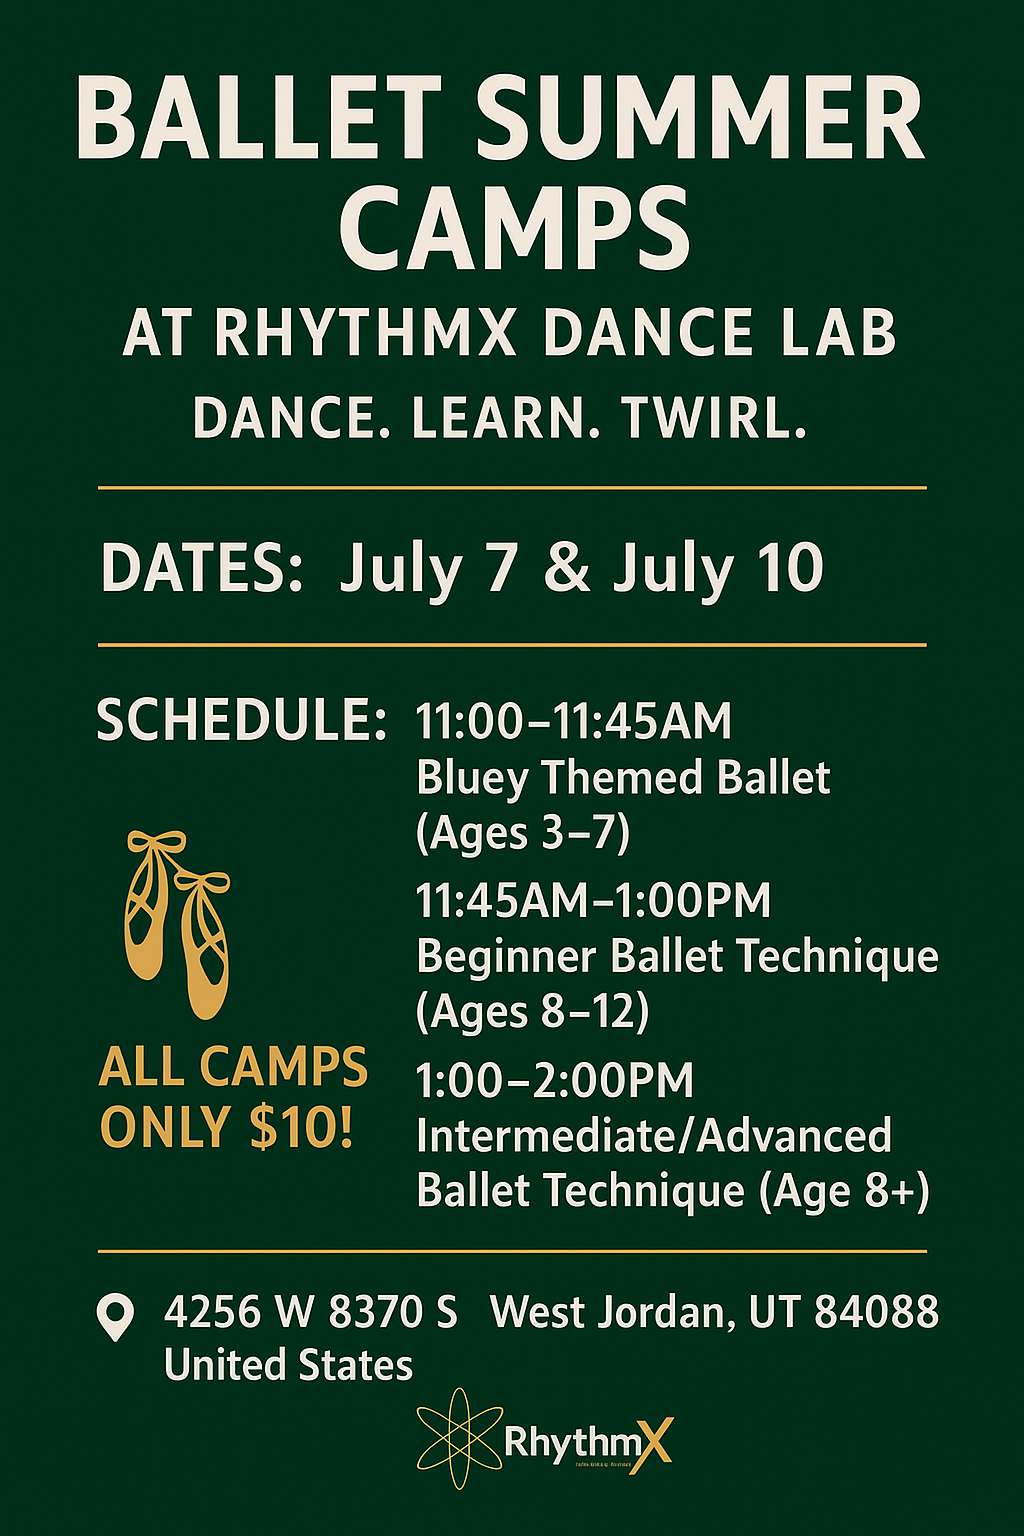 BALLET SUMMER
CAMPS
AT RHYTHMX DANCE LAB
DANCE. LEARN. TWIRL.
DATES: July 7 & July 10
SCHEDULE: 11:00–11:45AM
Bluey Themed Ballet
(Ages 3–7)
11:45AM–1:00PM
Beginner Ballet Technique
(Ages 8–12)
1:00–2:00PM
Intermediate/Advanced
Ballet Technique (Age 8+)
ALL CAMPS
ONLY $10!
4256 W 8370 S West Jordan, UT 84088
United States
RhythmX